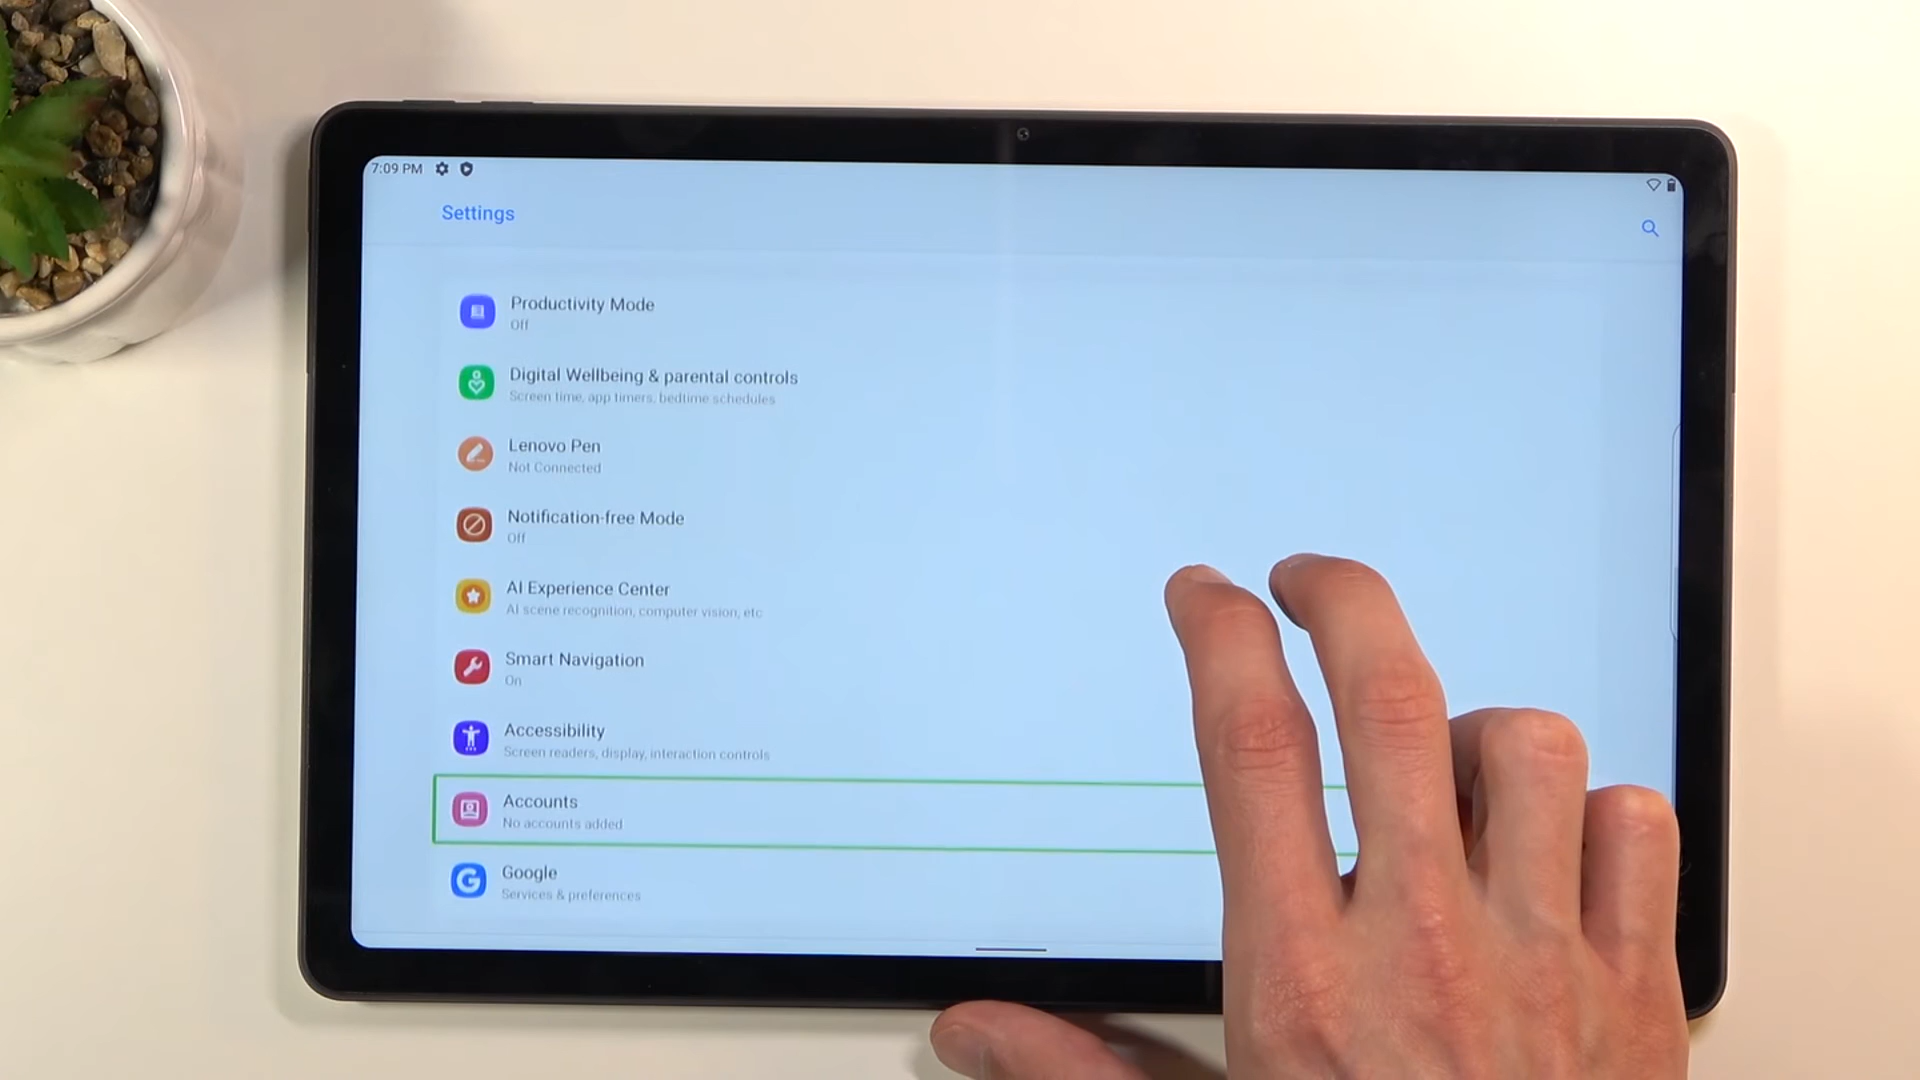 7:09 PM
Settings
Productivity Mode
Off
Digital Wellbeing & parental controls
Screen time, app timers, bedtime schedules
Lenovo Pen
Not Connected
Notification-free Mode
Off
AI Experience Center
AI scene recognition, computer vision, etc
Smart Navigation
On
Accessibility
Screen readers, display, interaction controls
Accounts
No accounts added
Google
Services & preferences